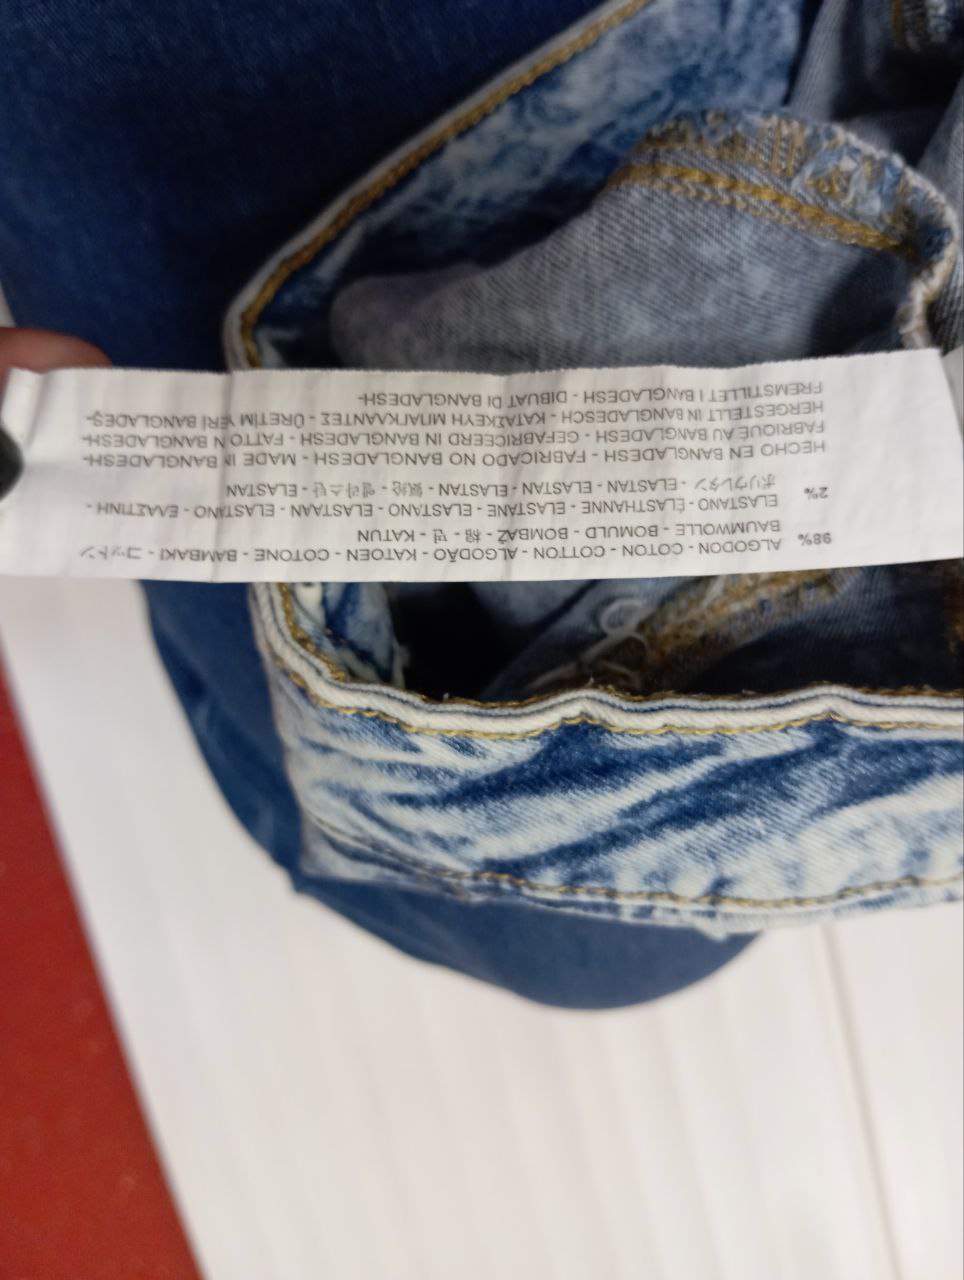 98% ALGODON - COTON - COTTON - ALGODÃO - KATOEN - COTONE - BAMBAKI - コットン
BAUMWOLLE - BOMULD - BOMBAŽ - 棉 - 면 - KATUN
ELASTANO - ELASTHANNE - ELASTANE - ELASTANO - ELASTAAN - ELASTANO - ΕΛΑΣΤΙΝΗ -
2% ポリウレタン - ELASTAN - ELASTAN - ELASTAN - 氨纶 - 엘라스탄 - ELASTAN
HECHO EN BANGLADESH - FABRICADO NO BANGLADESH - MADE IN BANGLADESH-
FABRIQUE AU BANGLADESH - GEFABRICEERD IN BANGLADESH - FATTO N BANGLADESH-
HERGESTELLT IN BANGLADESCH - ΚΑΤΑΣΚΕΥΗ ΜΠΑΓΚΛΑΝΤΕΣ - ÜRETIM YERI BANGLADEŞ-
FREMSTILLET I BANGLADESH - DIBUAT DI BANGLADESH-